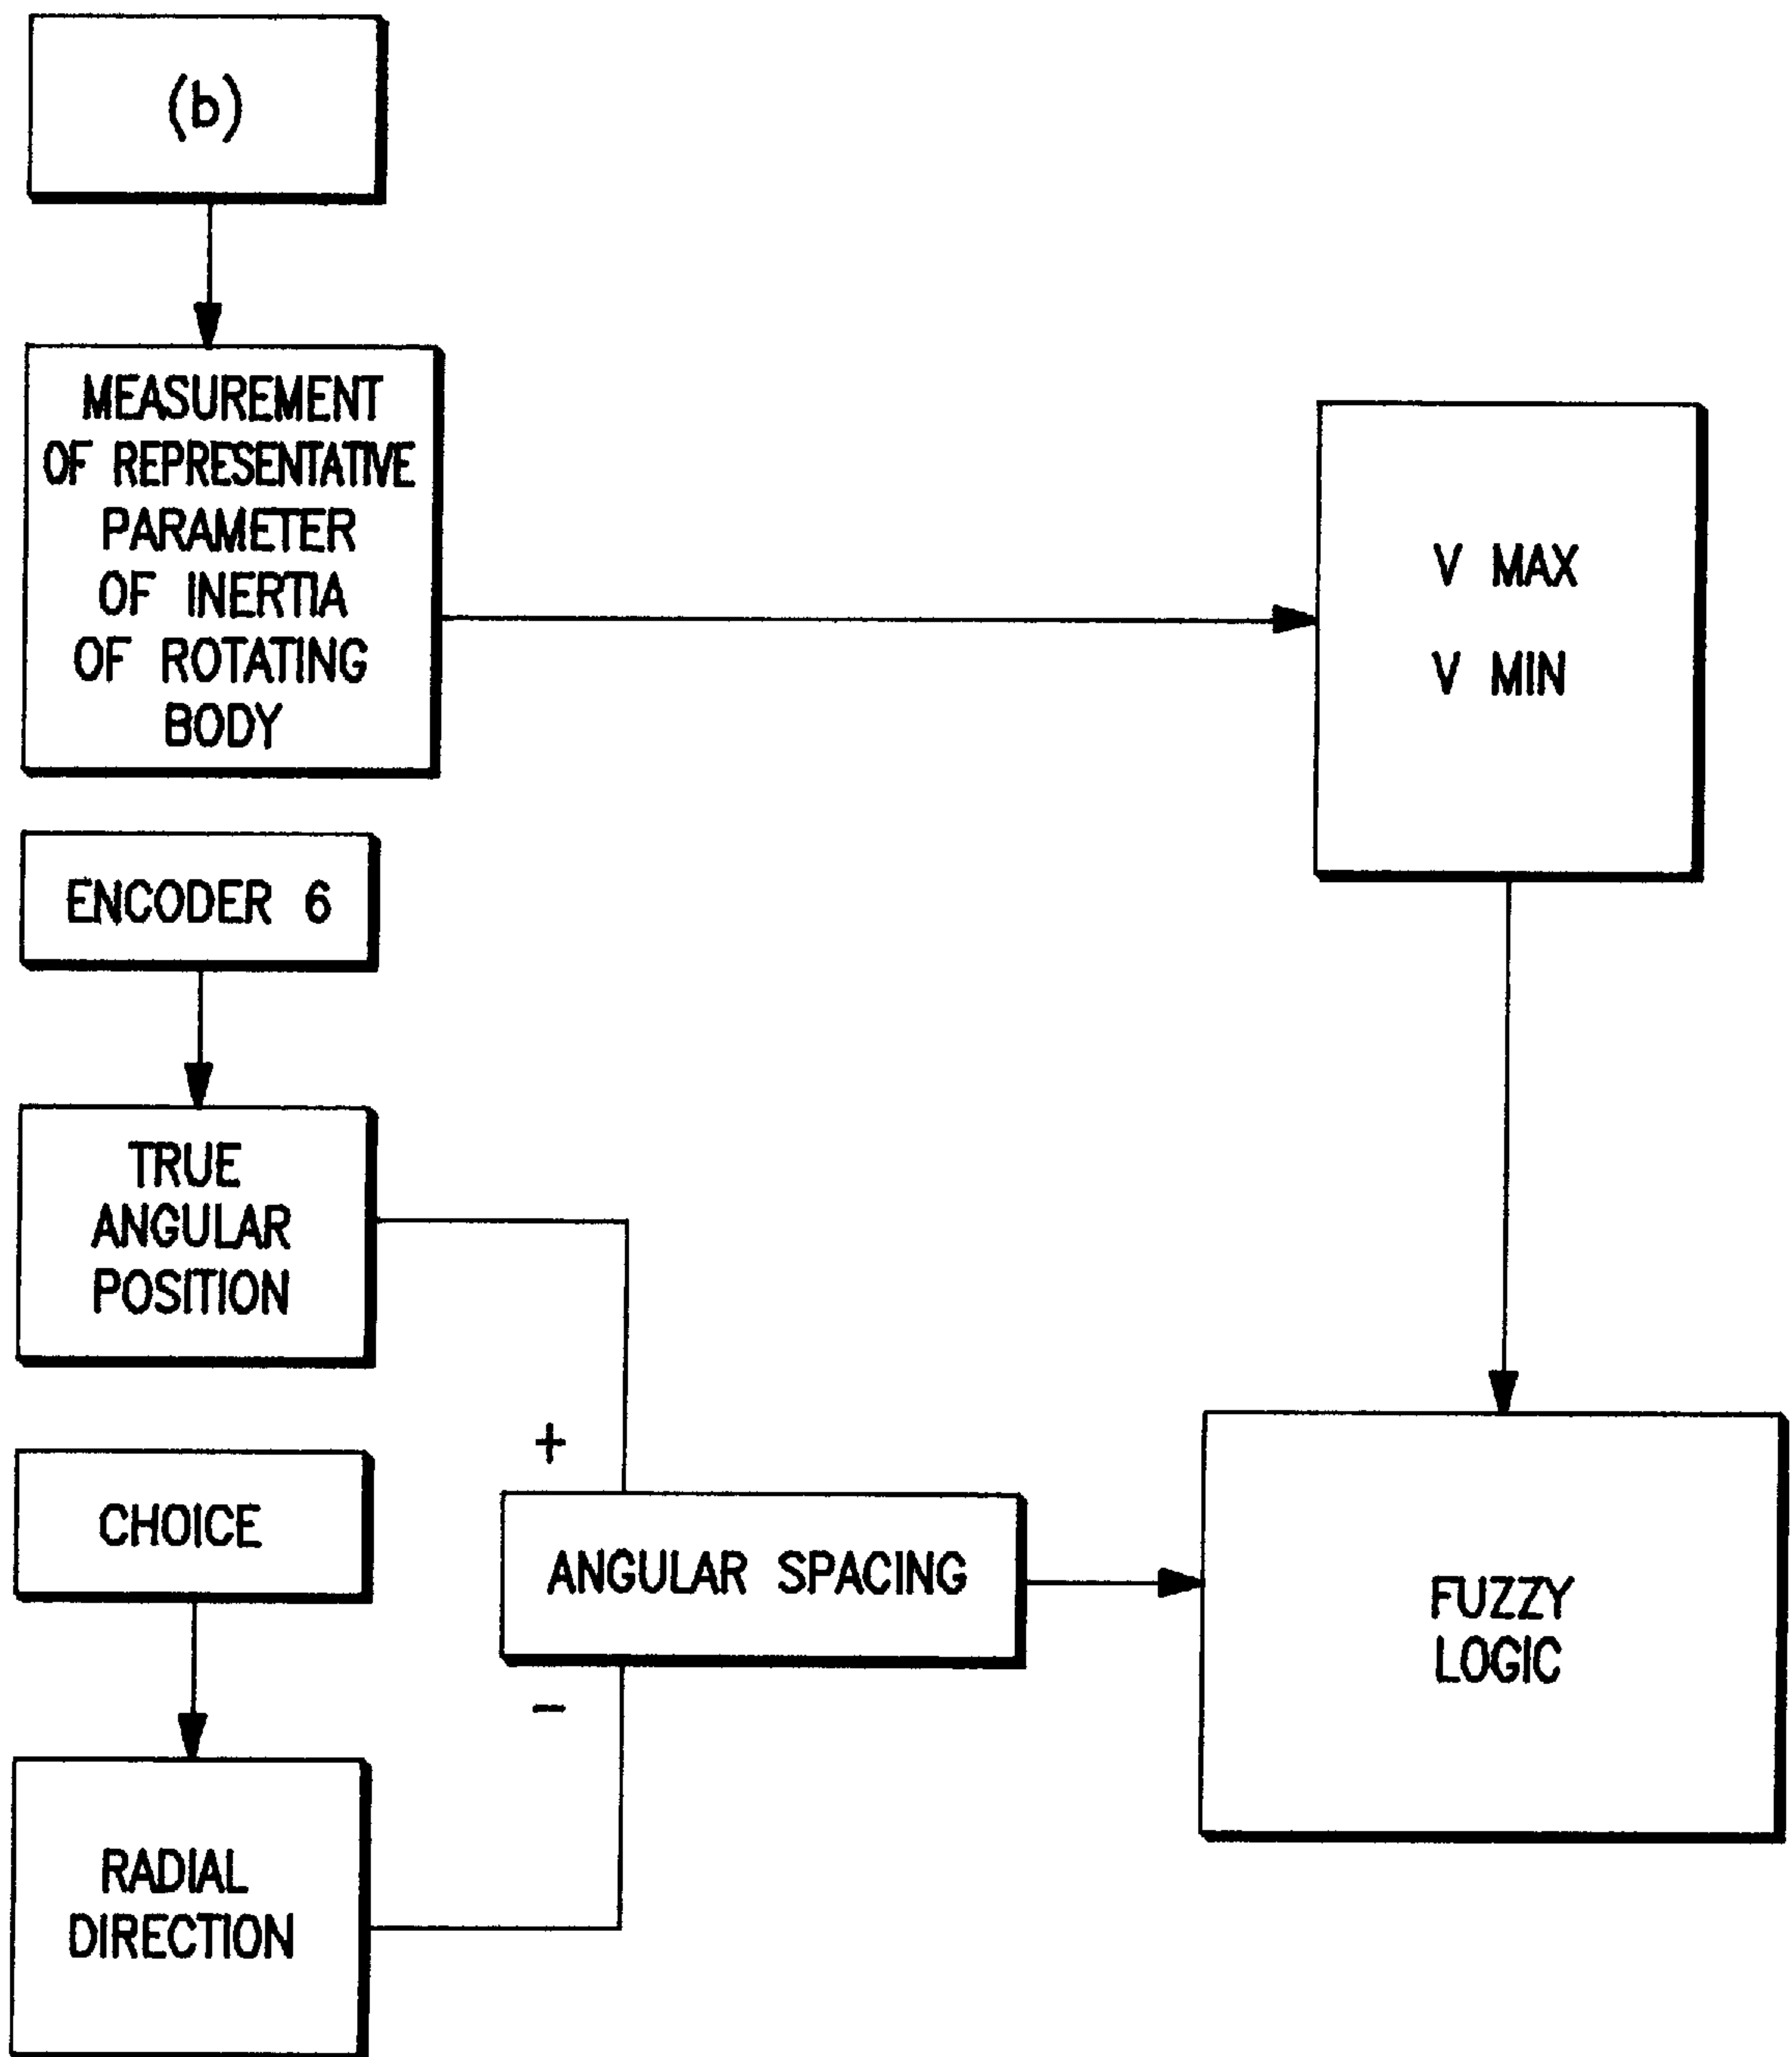 (b)
MEASUREMENT
OF REPRESENTATIVE
PARAMETER
OF INERTIA
OF ROTATING
BODY
V MAX
V MIN
ENCODER 6
TRUE
ANGULAR
POSITION
+
CHOICE
ANGULAR SPACING
FUZZY
LOGIC
-
RADIAL
DIRECTION